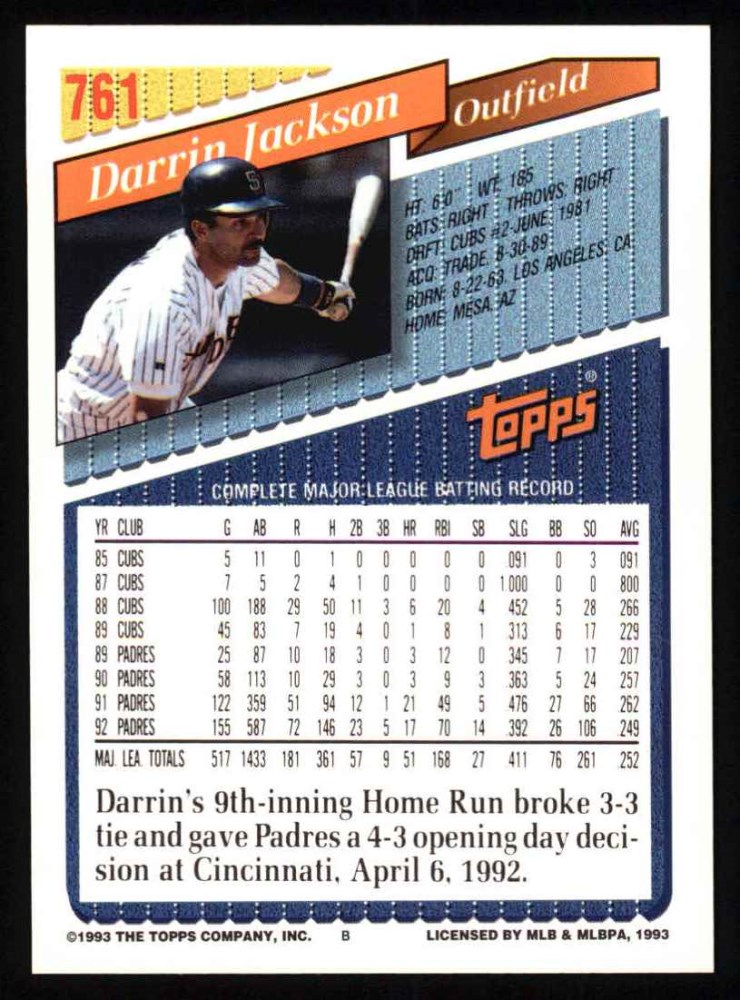 761
Darrin Jackson
Outfield
HT: 6'0" WT: 185
BATS: RIGHT THROWS: RIGHT
DRFT: CUBS #2-JUNE, 1981
ACQ: TRADE, 8-30-89
BORN: 8-22-63, LOS ANGELES, CA
HOME: MESA, AZ
topps®
COMPLETE MAJOR LEAGUE BATTING RECORD
YR CLUB G AB R H 2B 3B HR RBI SB SLG BB SO AVG
85 CUBS 5 11 0 1 0 0 0 0 0 .091 0 3 .091
87 CUBS 7 5 2 4 1 0 0 0 0 1.000 0 0 .800
88 CUBS 100 188 29 50 11 3 6 20 4 .452 5 28 .266
89 CUBS 45 83 7 19 4 0 1 8 1 .313 6 17 .229
89 PADRES 25 87 10 18 3 0 3 12 0 .345 7 17 .207
90 PADRES 58 113 10 29 3 0 3 9 3 .363 5 24 .257
91 PADRES 122 359 51 94 12 1 21 49 5 .476 27 66 .262
92 PADRES 155 587 72 146 23 5 17 70 14 .392 26 106 .249
MAJ. LEA. TOTALS 517 1433 181 361 57 9 51 168 27 .411 76 261 .252
Darrin's 9th-inning Home Run broke 3-3
tie and gave Padres a 4-3 opening day deci-
sion at Cincinnati, April 6, 1992.
©1993 THE TOPPS COMPANY, INC. B LICENSED BY MLB & MLBPA, 1993